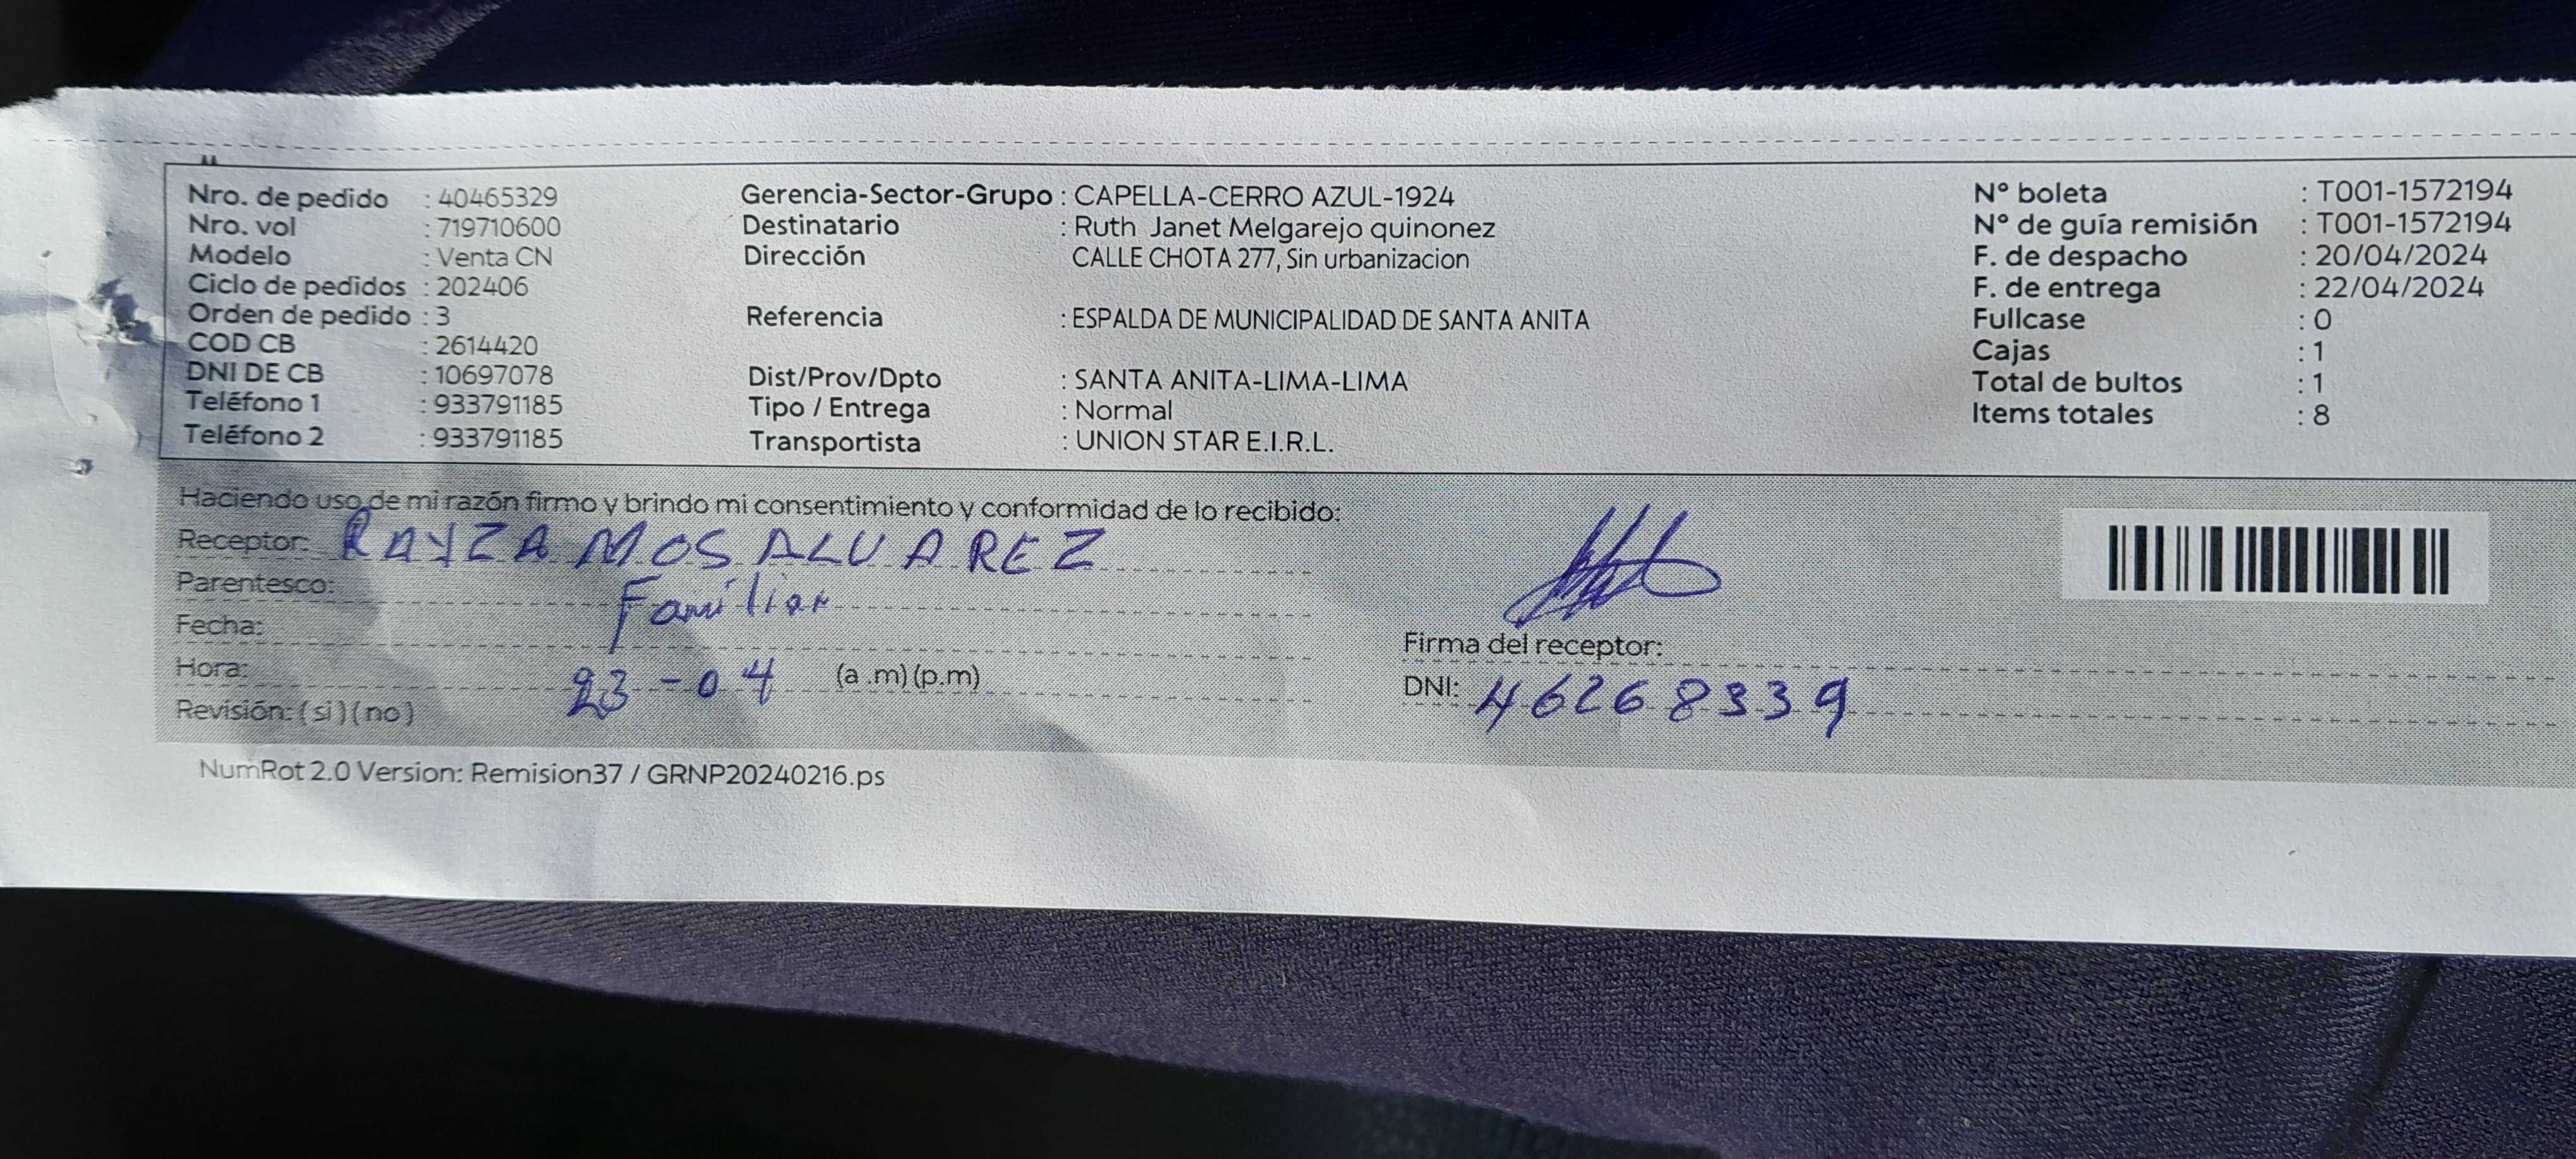 Nro. de pedido : 40465329
Nro. vol : 719710600
Modelo : Venta CN
Ciclo de pedidos : 202406
Orden de pedido : 3
COD CB : 2614420
DNI DE CB : 10697078
Teléfono 1 : 933791185
Teléfono 2 : 933791185
Gerencia-Sector-Grupo : CAPELLA-CERRO AZUL-1924
Destinatario : Ruth Janet Melgarejo quinonez
Dirección CALLE CHOTA 277, Sin urbanizacion
Referencia : ESPALDA DE MUNICIPALIDAD DE SANTA ANITA
Dist/Prov/Dpto : SANTA ANITA-LIMA-LIMA
Tipo / Entrega : Normal
Transportista : UNION STAR E.I.R.L.
N° boleta : T001-1572194
N° de guía remisión : T001-1572194
F. de despacho : 20/04/2024
F. de entrega : 22/04/2024
Fullcase : 0
Cajas : 1
Total de bultos : 1
Items totales : 8
Haciendo uso de mi razón firmo y brindo mi consentimiento y conformidad de lo recibido:
Receptor: RAYZA MOS ALVAREZ
Parentesco: Familiar
Fecha:
Hora: 23-04 (a .m) (p.m)
Revisión: (si) (no)
Firma del receptor:
DNI: 46268339
NumRot 2.0 Version: Remision37 / GRNP20240216.ps